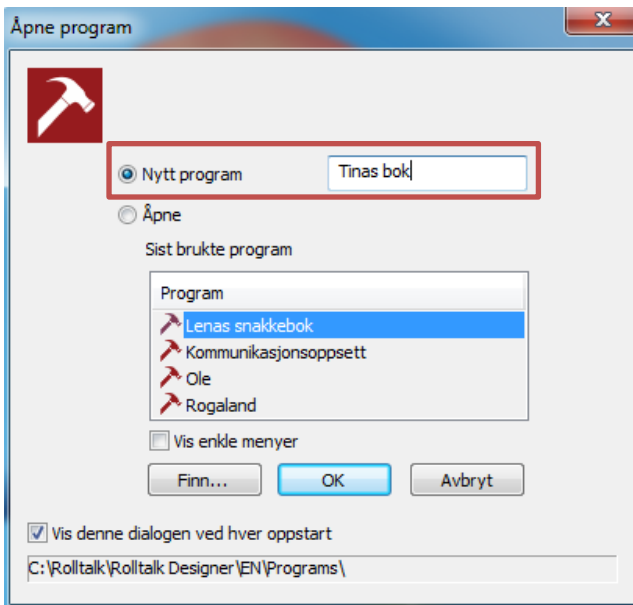 Åpne program
Nytt program Tinas bok
Åpne
Sist brukte program
Program
Lenas snakkebok
Kommunikasjonsoppsett
Ole
Rogaland
Vis enkle menyer
Finn... OK Avbryt
Vis denne dialogen ved hver oppstart
C:\Rolltalk\Rolltalk Designer\EN\Programs\